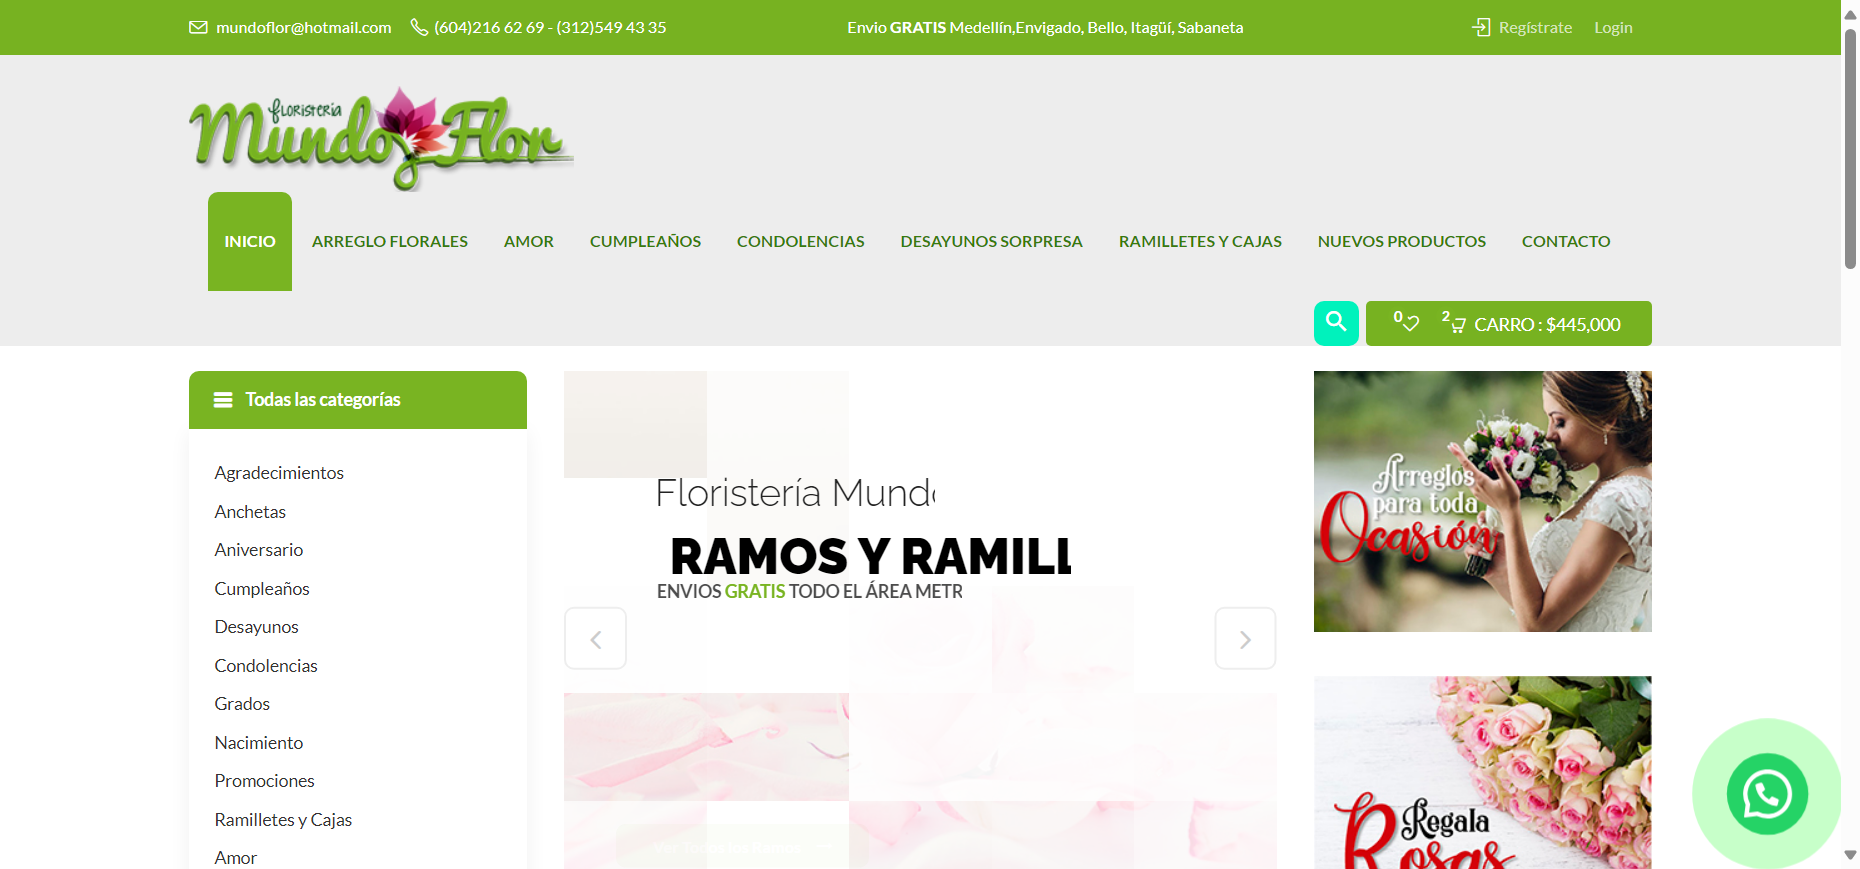 mundoflor@hotmail.com (604)216 62 69 - (312)549 43 35 Envio GRATIS Medellín,Envigado, Bello, Itagüí, Sabaneta Regístrate Login
Floristeria
Mundo Flor
INICIO ARREGLO FLORALES AMOR CUMPLEAÑOS CONDOLENCIAS DESAYUNOS SORPRESA RAMILLETES Y CAJAS NUEVOS PRODUCTOS CONTACTO
0 2 CARRO : $445,000
Todas las categorías
Agradecimientos
Anchetas
Aniversario
Cumpleaños
Desayunos
Condolencias
Grados
Nacimiento
Promociones
Ramilletes y Cajas
Amor
Floristería Mund
RAMOS Y RAMILL
ENVIOS GRATIS TODO EL ÁREA METR
Arreglos
para toda
Ocasión
Regala
Rosas